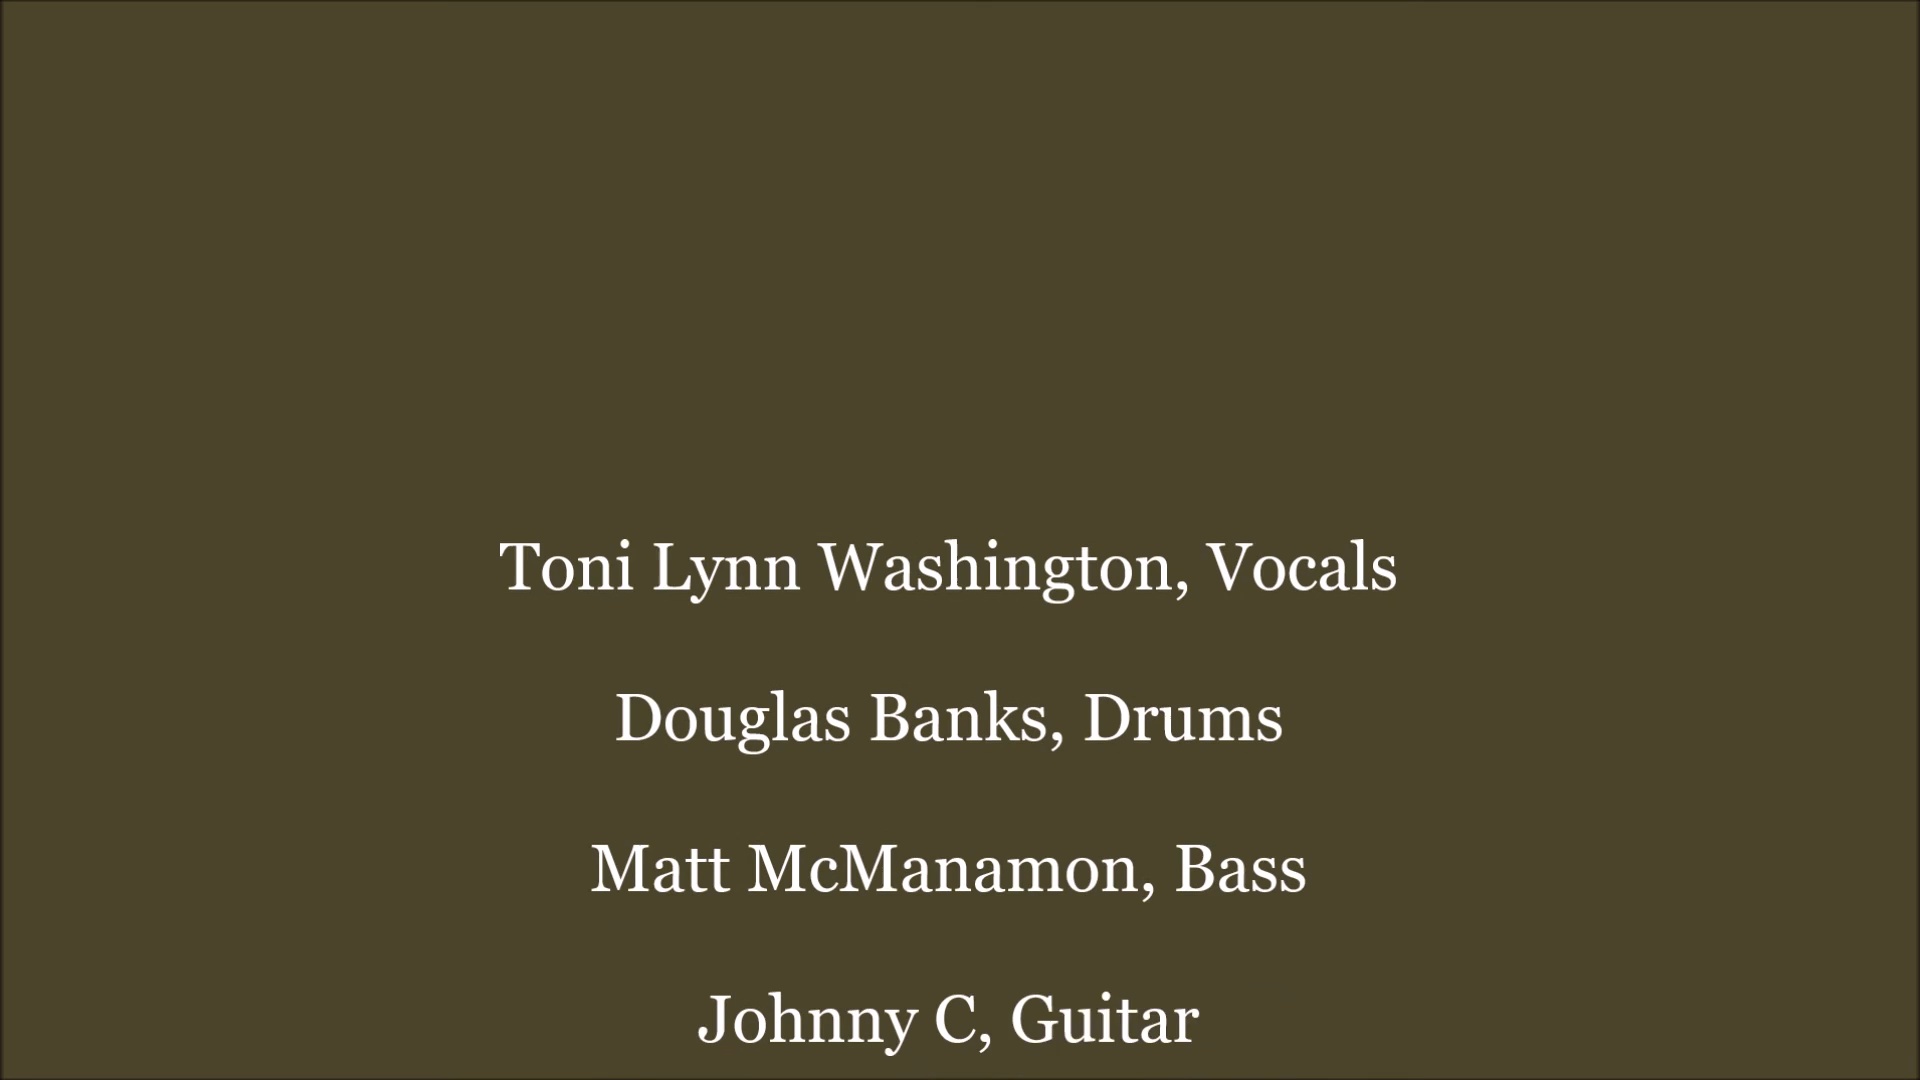 Toni Lynn Washington, Vocals
Douglas Banks, Drums
Matt McManamon, Bass
Johnny C, Guitar